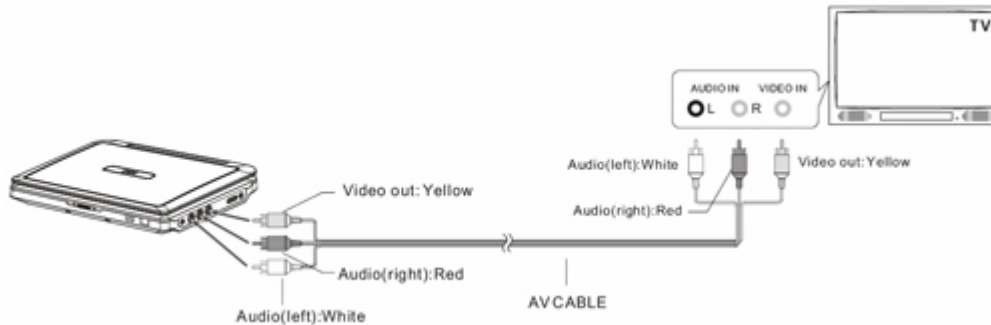 TV
AUDIO IN VIDEO IN
L R
Audio(left):White
Video out: Yellow
Audio(right):Red
Video out: Yellow
Audio(right):Red
Audio(left):White
AV CABLE